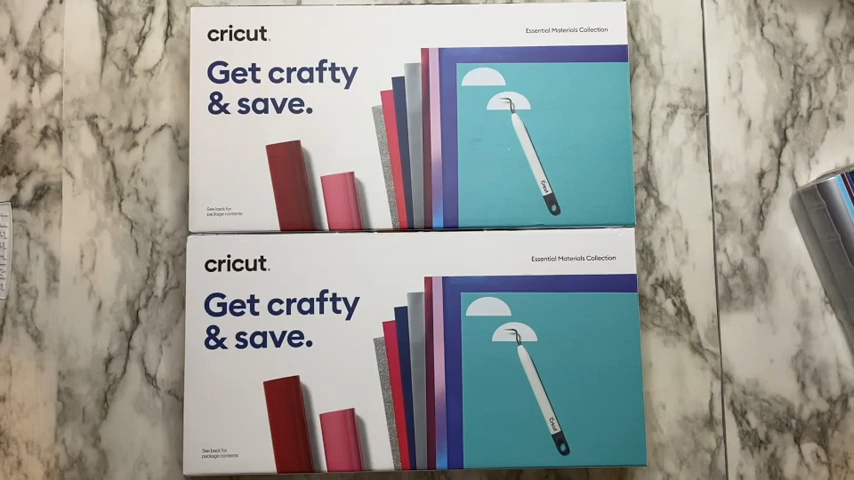 cricut.
Essential Materials Collection
Get crafty
& save.
See back for
package contents
cricut
cricut.
Essential Materials Collection
Get crafty
& save.
See back for
package contents
cricut